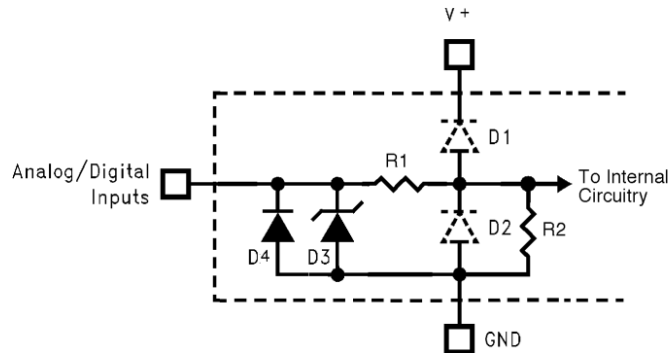 V +
D1
R1
Analog/Digital
Inputs
To Internal
Circuitry
D4
D3
D2
R2
GND